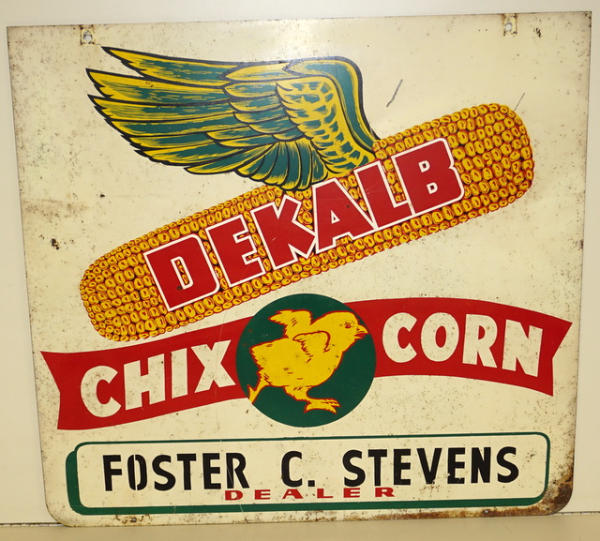 DEKALB
CHIX CORN
FOSTER C. STEVENS
DEALER